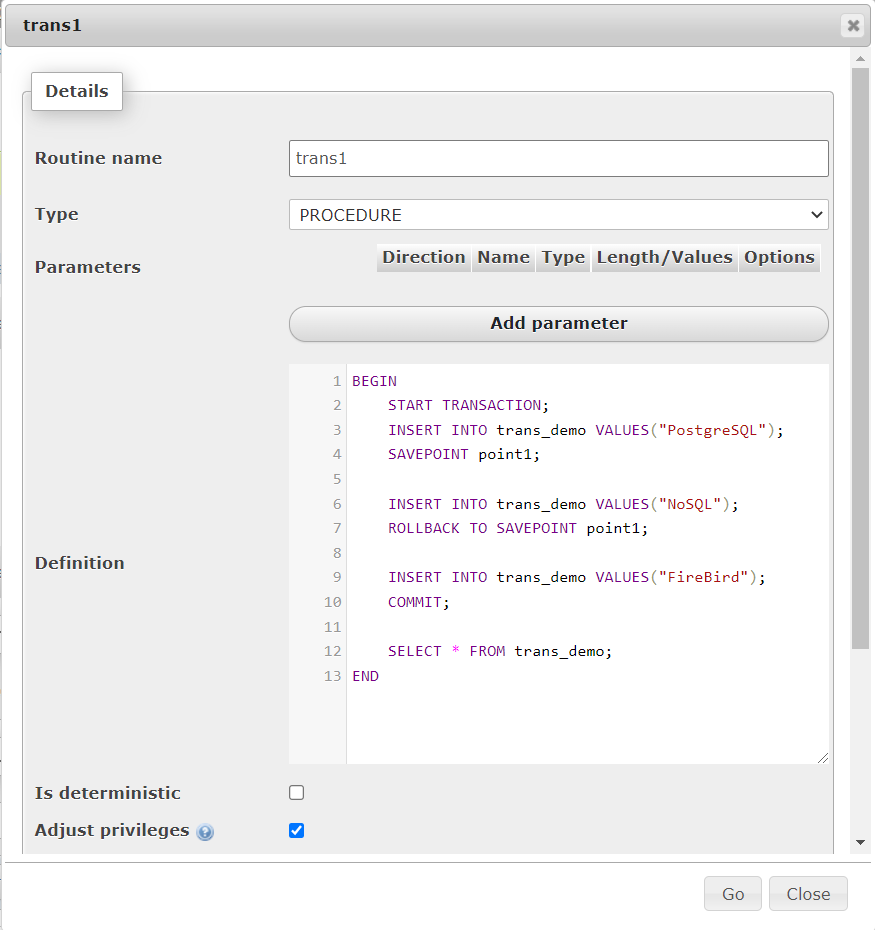 trans1
Details
Routine name
trans1
Type
PROCEDURE
Parameters
Direction Name Type Length/Values Options
Add parameter
Definition
1 BEGIN
2     START TRANSACTION;
3     INSERT INTO trans_demo VALUES("PostgreSQL");
4     SAVEPOINT point1;
5
6     INSERT INTO trans_demo VALUES("NoSQL");
7     ROLLBACK TO SAVEPOINT point1;
8
9     INSERT INTO trans_demo VALUES("FireBird");
10     COMMIT;
11
12     SELECT * FROM trans_demo;
13 END
Is deterministic
Adjust privileges
Go Close